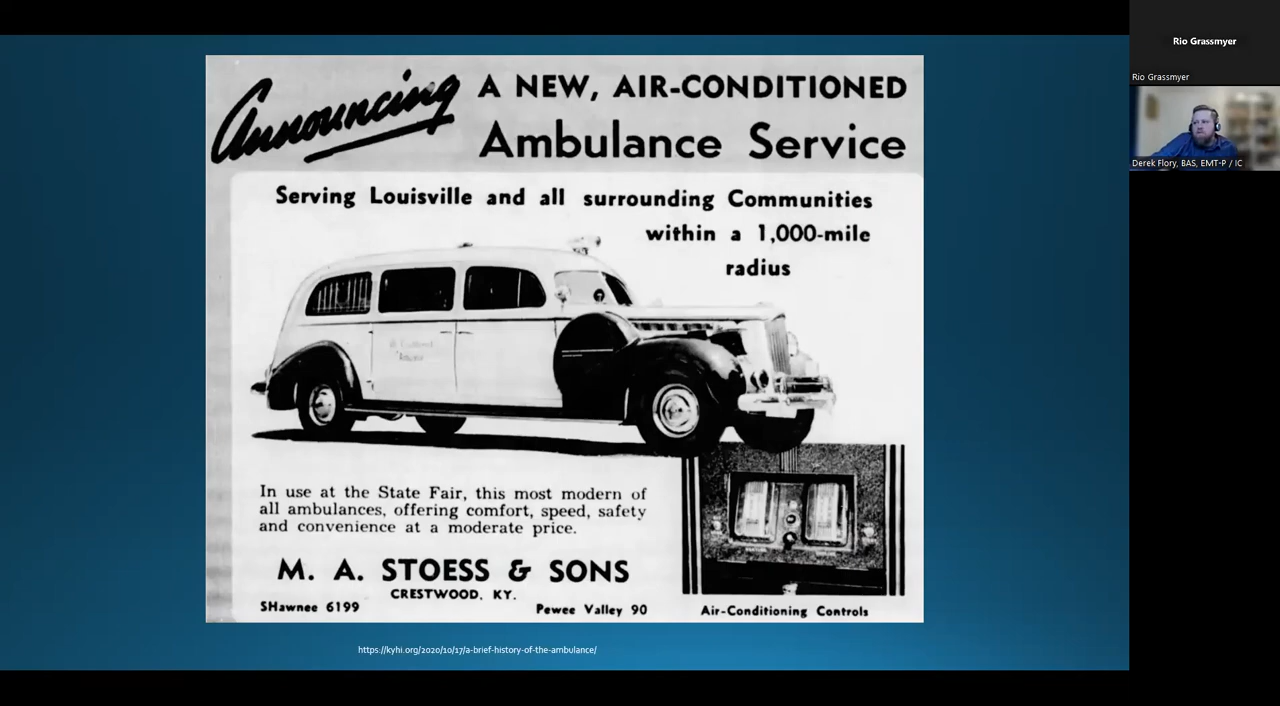 Announcing
A NEW, AIR-CONDITIONED
Ambulance Service
Serving Louisville and all surrounding Communities
within a 1,000-mile
radius
In use at the State Fair, this most modern of
all ambulances, offering comfort, speed, safety
and convenience at a moderate price.
M. A. STOESS & SONS
CRESTWOOD, KY.
SHawnee 6199
Pewee Valley 90
Air-Conditioning Controls
https://kyhi.org/2020/10/17/a-brief-history-of-the-ambulance/
Rio Grassmyer
Rio Grassmyer
Derek Flory, BAS, EMT-P / IC